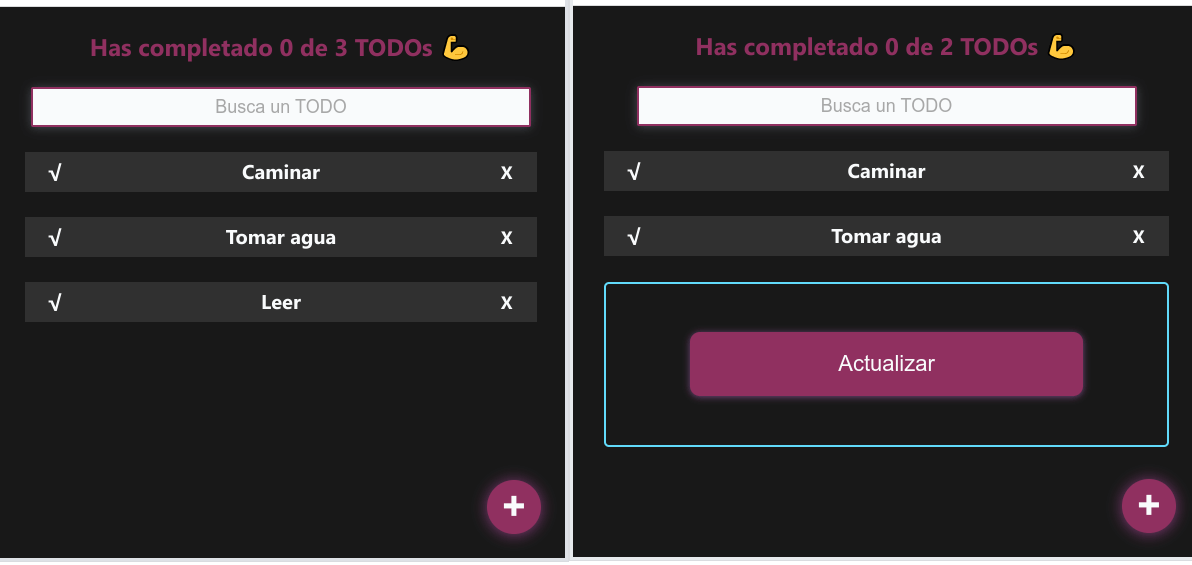 Has completado 0 de 3 TODOs 💪
Busca un TODO
√ Caminar X
√ Tomar agua X
√ Leer X
+
Has completado 0 de 2 TODOs 💪
Busca un TODO
√ Caminar X
√ Tomar agua X
Actualizar
+